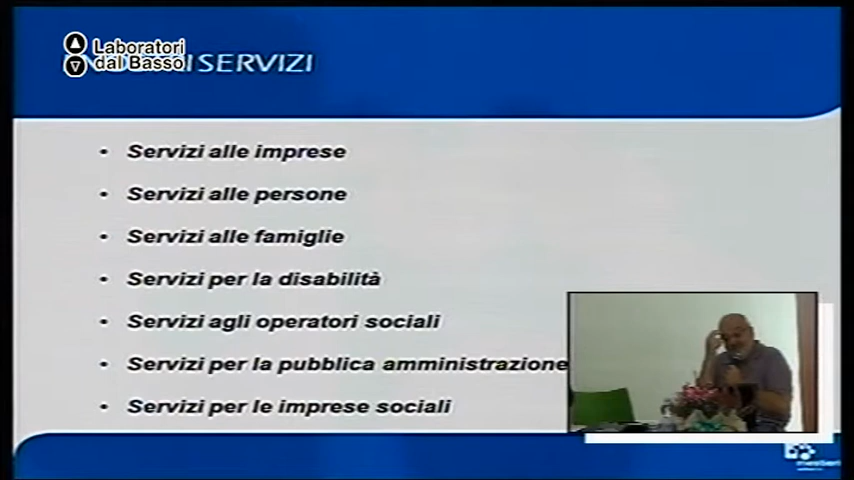 Laboratori
dal Basso
I SERVIZI
• Servizi alle imprese
• Servizi alle persone
• Servizi alle famiglie
• Servizi per la disabilità
• Servizi agli operatori sociali
• Servizi per la pubblica amministrazione
• Servizi per le imprese sociali